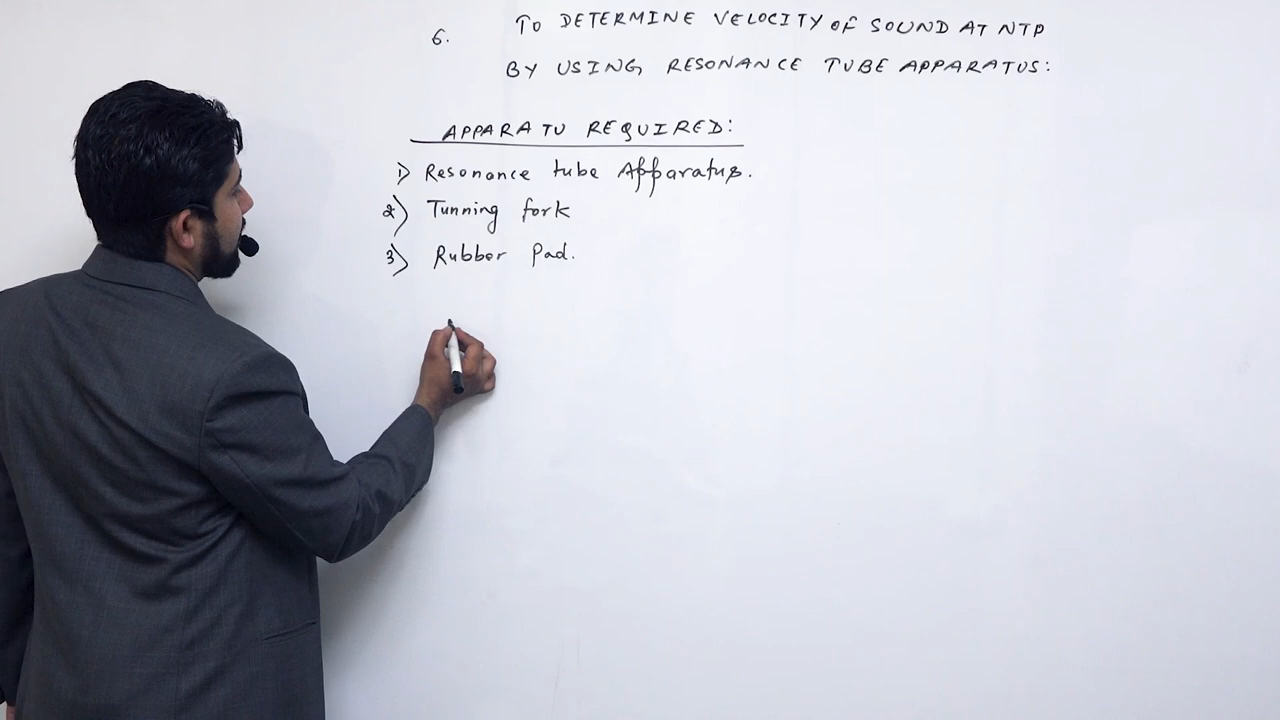 6. TO DETERMINE VELOCITY OF SOUND AT NTP
BY USING RESONANCE TUBE APPARATUS:
APPARATU REQUIRED:
1) Resonance tube Apparatus.
2) Tunning fork
3) Rubber Pad.